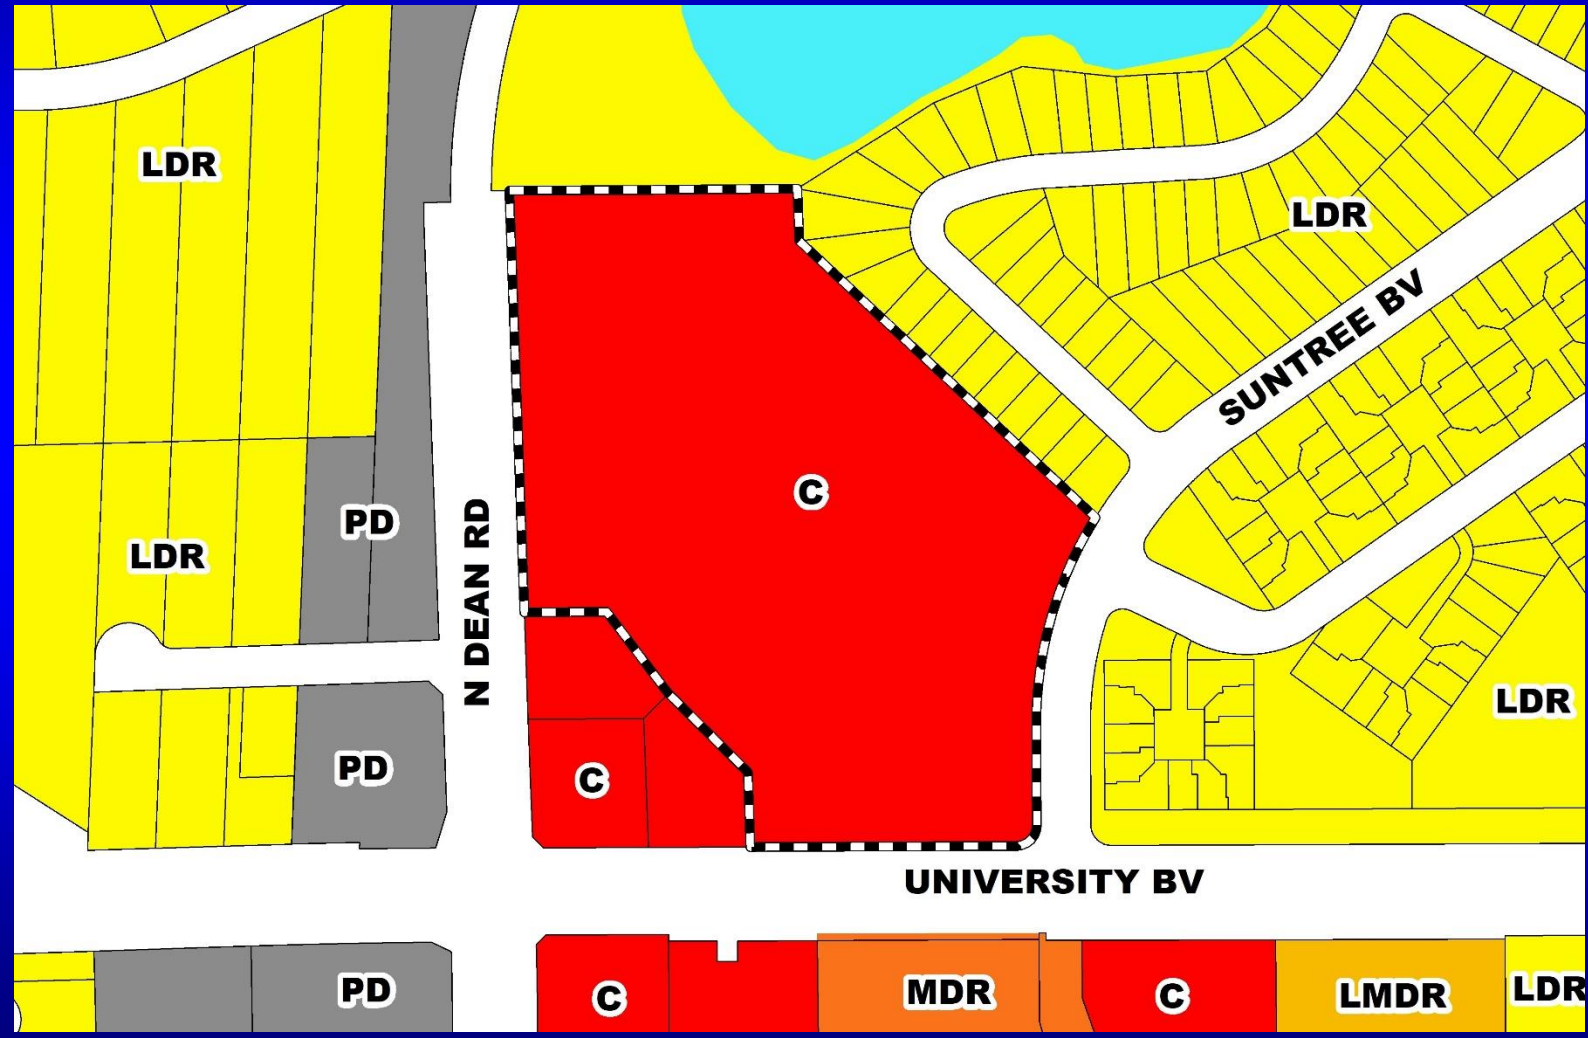 LDR
LDR
SUNTREE BV
C
PD
LDR
N DEAN RD
LDR
PD
C
UNIVERSITY BV
PD
C
MDR
C
LMDR
LDR